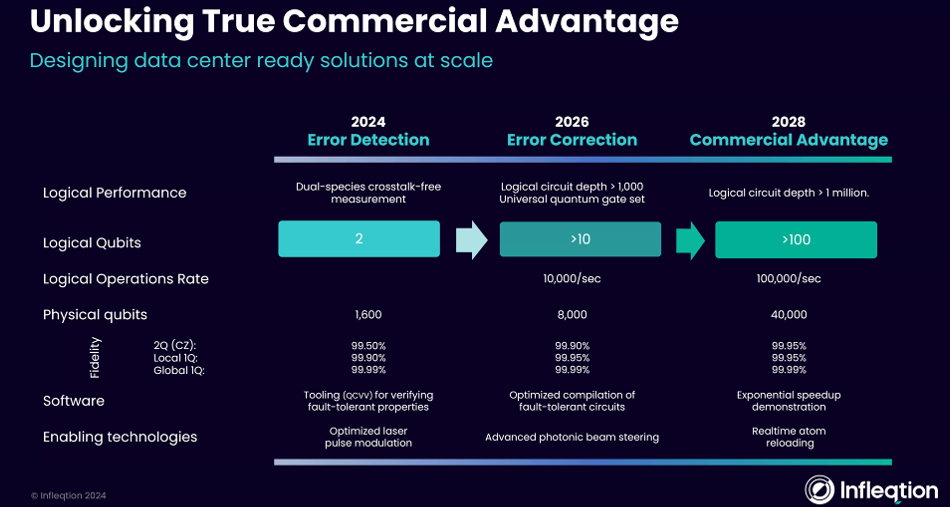 Unlocking True Commercial Advantage
Designing data center ready solutions at scale
2024 2026 2028
Error Detection Error Correction Commercial Advantage
Logical Performance
Dual-species crosstalk-free
measurement
Logical circuit depth > 1,000
Universal quantum gate set
Logical circuit depth > 1 million.
Logical Qubits 2 >10 >100
Logical Operations Rate 10,000/sec 100,000/sec
Physical qubits 1,600 8,000 40,000
Fidelity
2Q (CZ): 99.50% 99.90% 99.95%
Local 1Q: 99.90% 99.95% 99.95%
Global 1Q: 99.99% 99.99% 99.99%
Software
Tooling (QCVV) for verifying
fault-tolerant properties
Optimized compilation of
fault-tolerant circuits
Exponential speedup
demonstration
Enabling technologies
Optimized laser
pulse modulation
Advanced photonic beam steering
Realtime atom
reloading
© Infleqtion 2024
Infleqtion